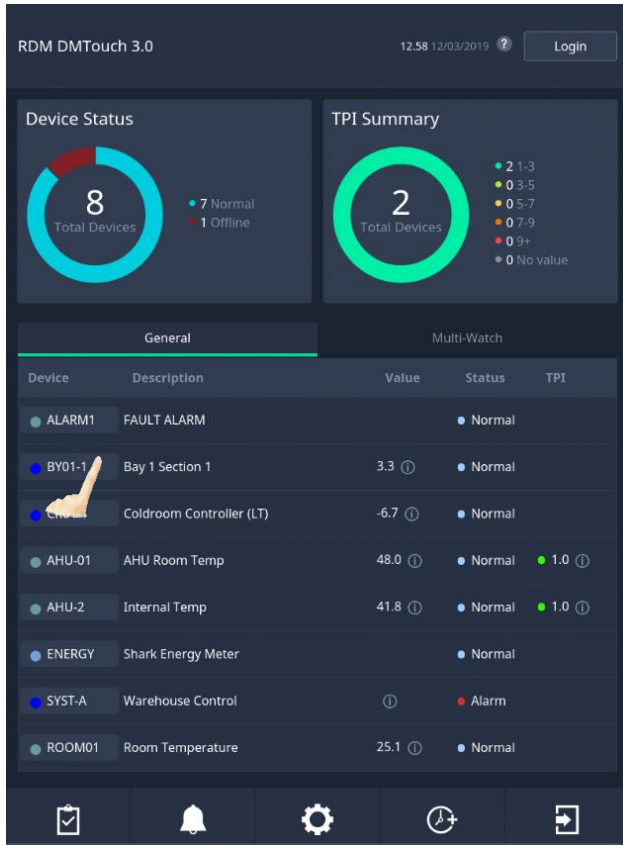 RDM DMTouch 3.0
12.58 12/03/2019 ? Login
Device Status
8
Total Devices
7 Normal
1 Offline
TPI Summary
2
Total Devices
2 1-3
0 3-5
0 5-7
0 7-9
0 9+
0 No value
General Multi-Watch
Device Description Value Status TPI
ALARM1 FAULT ALARM Normal
BY01-1 Bay 1 Section 1 3.3 Normal
Coldroom Controller (LT) -6.7 Normal
AHU-01 AHU Room Temp 48.0 Normal 1.0
AHU-2 Internal Temp 41.8 Normal 1.0
ENERGY Shark Energy Meter Normal
SYST-A Warehouse Control Alarm
ROOM01 Room Temperature 25.1 Normal